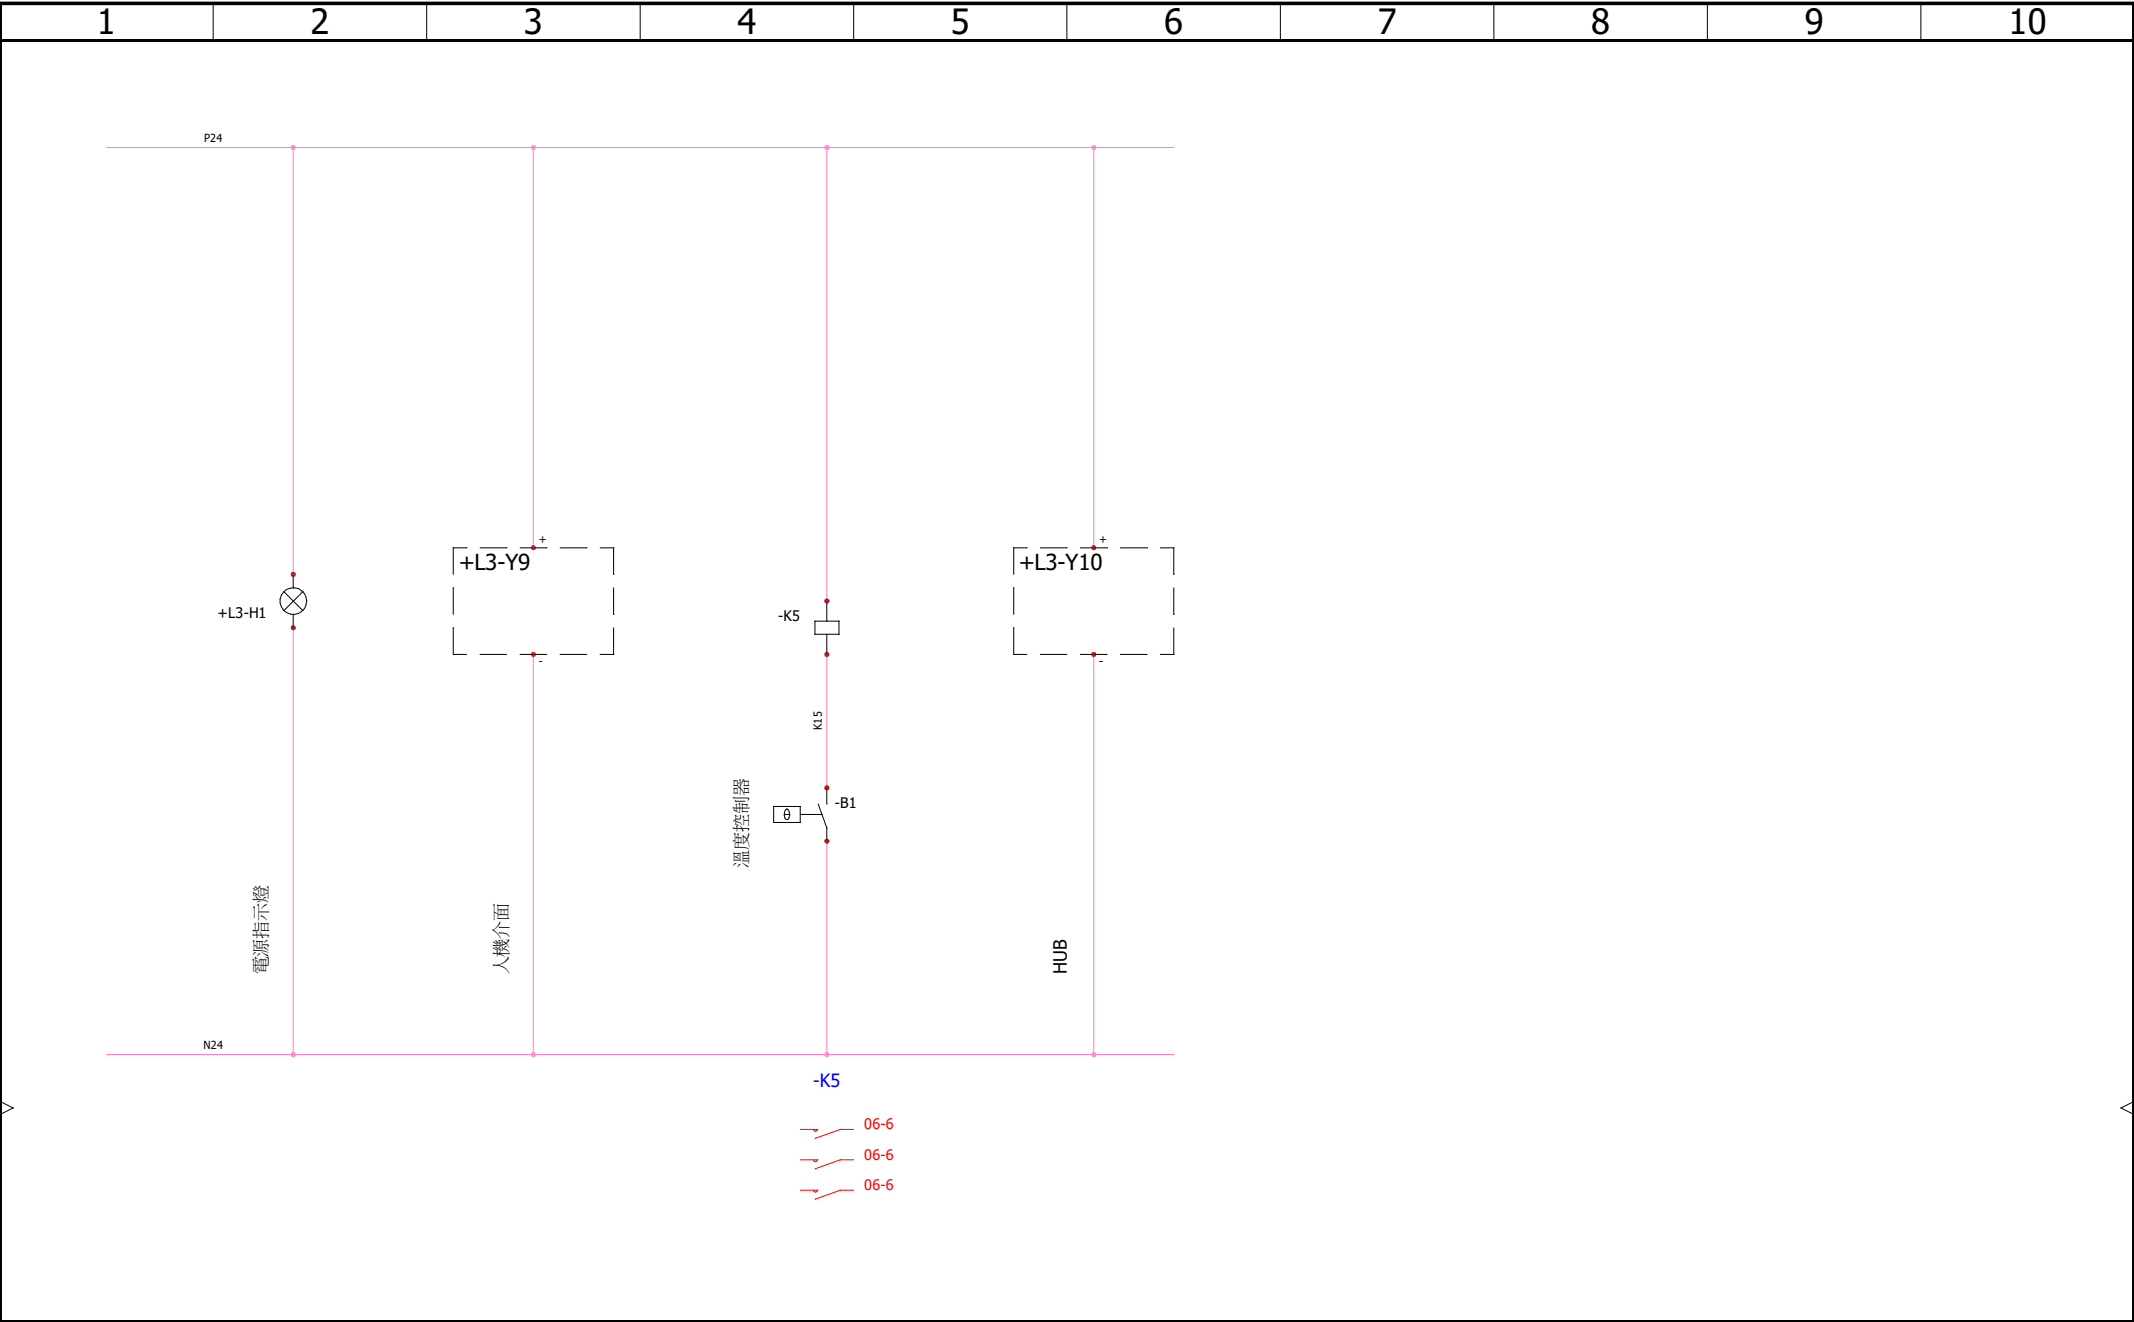 1 2 3 4 5 6 7 8 9 10
P24
+ +
+L3-Y9 +L3-Y10
+L3-H1
-K5
- -
K15
-B1
θ
溫度控制器
電源指示燈
人機介面
HUB
N24
-K5
06-6
06-6
06-6